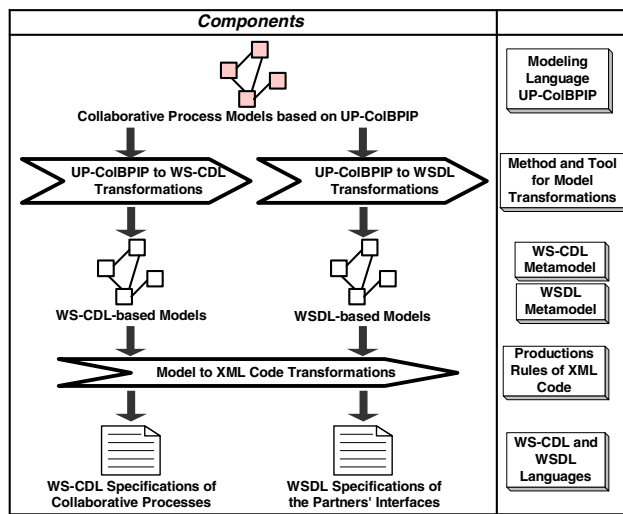 Components
Collaborative Process Models based on UP-ColBPIP
Modeling
Language
UP-ColBPIP
UP-ColBPIP to WS-CDL
Transformations
UP-ColBPIP to WSDL
Transformations
Method and Tool
for Model
Transformations
WS-CDL-based Models
WSDL-based Models
WS-CDL
Metamodel
WSDL
Metamodel
Model to XML Code Transformations
Productions
Rules of XML
Code
WS-CDL Specifications of
Collaborative Processes
WSDL Specifications of
the Partners' Interfaces
WS-CDL and
WSDL
Languages